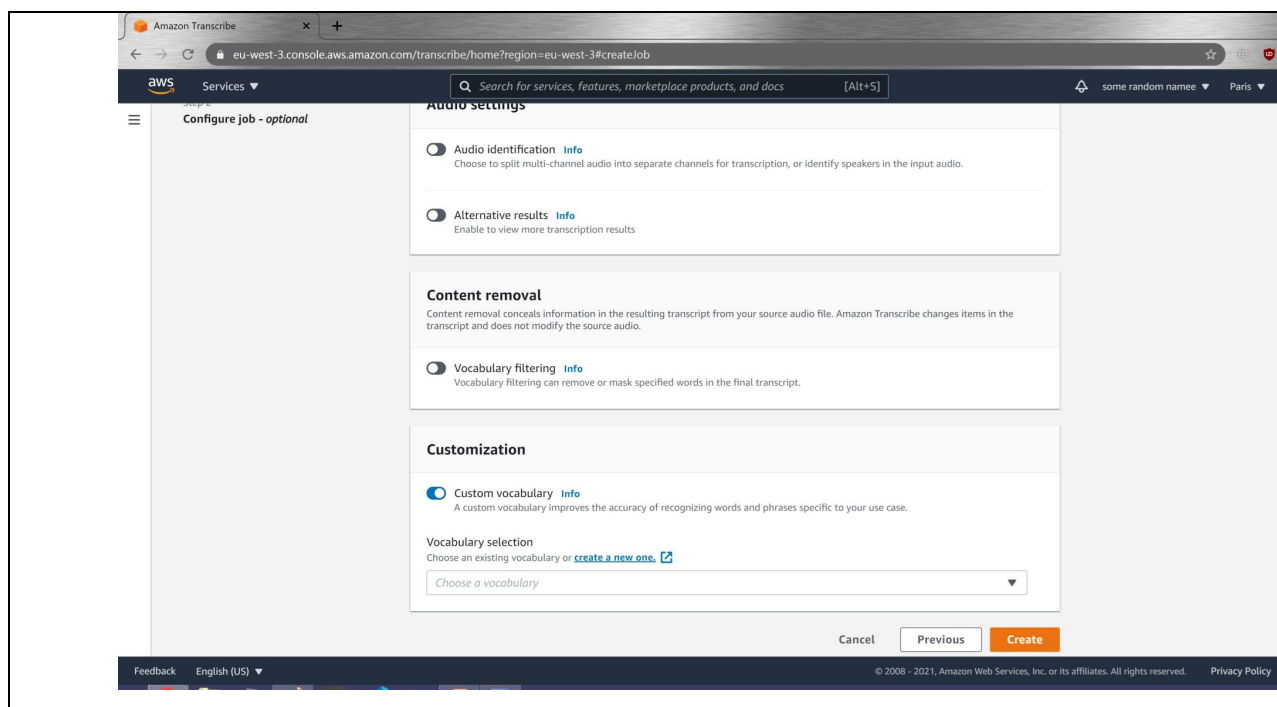 Amazon Transcribe
eu-west-3.console.aws.amazon.com/transcribe/home?region=eu-west-3#createJob
aws Services Search for services, features, marketplace products, and docs [Alt+S] some random namee Paris
Step 2
Configure job - optional
Audio settings
Audio identification Info
Choose to split multi-channel audio into separate channels for transcription, or identify speakers in the input audio.
Alternative results Info
Enable to view more transcription results
Content removal
Content removal conceals information in the resulting transcript from your source audio file. Amazon Transcribe changes items in the
transcript and does not modify the source audio.
Vocabulary filtering Info
Vocabulary filtering can remove or mask specified words in the final transcript.
Customization
Custom vocabulary Info
A custom vocabulary improves the accuracy of recognizing words and phrases specific to your use case.
Vocabulary selection
Choose an existing vocabulary or create a new one.
Choose a vocabulary
Cancel Previous Create
Feedback English (US) © 2008 - 2021, Amazon Web Services, Inc. or its affiliates. All rights reserved. Privacy Policy